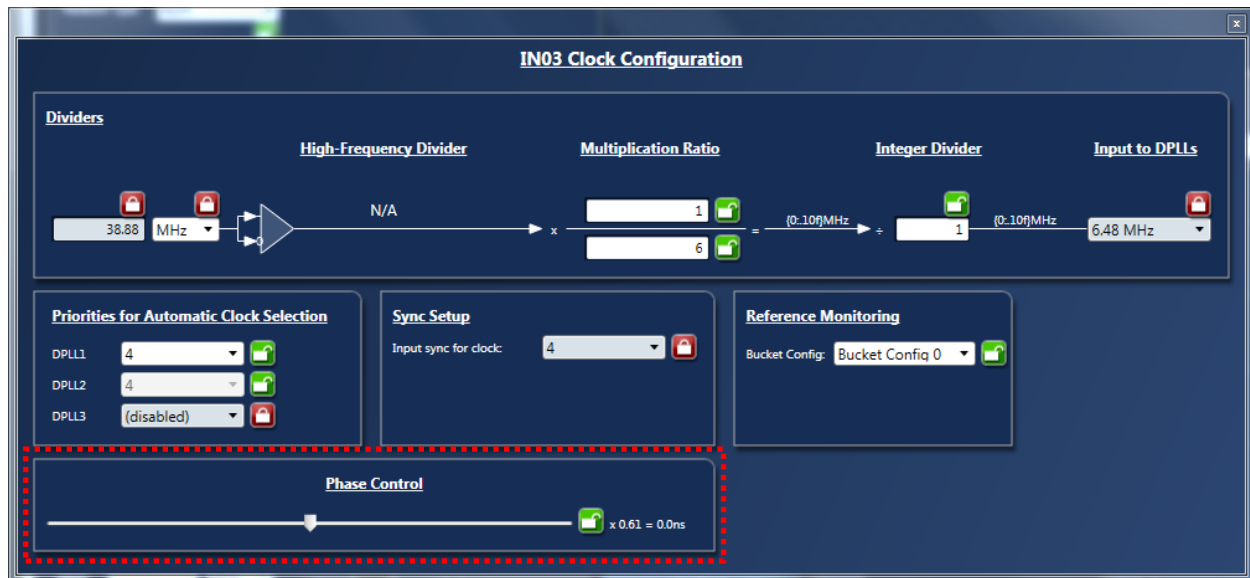 x
IN03 Clock Configuration
Dividers
High-Frequency Divider
Multiplication Ratio
Integer Divider
Input to DPLLs
38.88
MHz
N/A
x
1
6
=
{0:.10f}MHz
÷
1
{0:.10f}MHz
6.48 MHz
Priorities for Automatic Clock Selection
DPLL1 4
DPLL2 4
DPLL3 (disabled)
Sync Setup
Input sync for clock: 4
Reference Monitoring
Bucket Config: Bucket Config 0
Phase Control
x 0.61 = 0.0ns